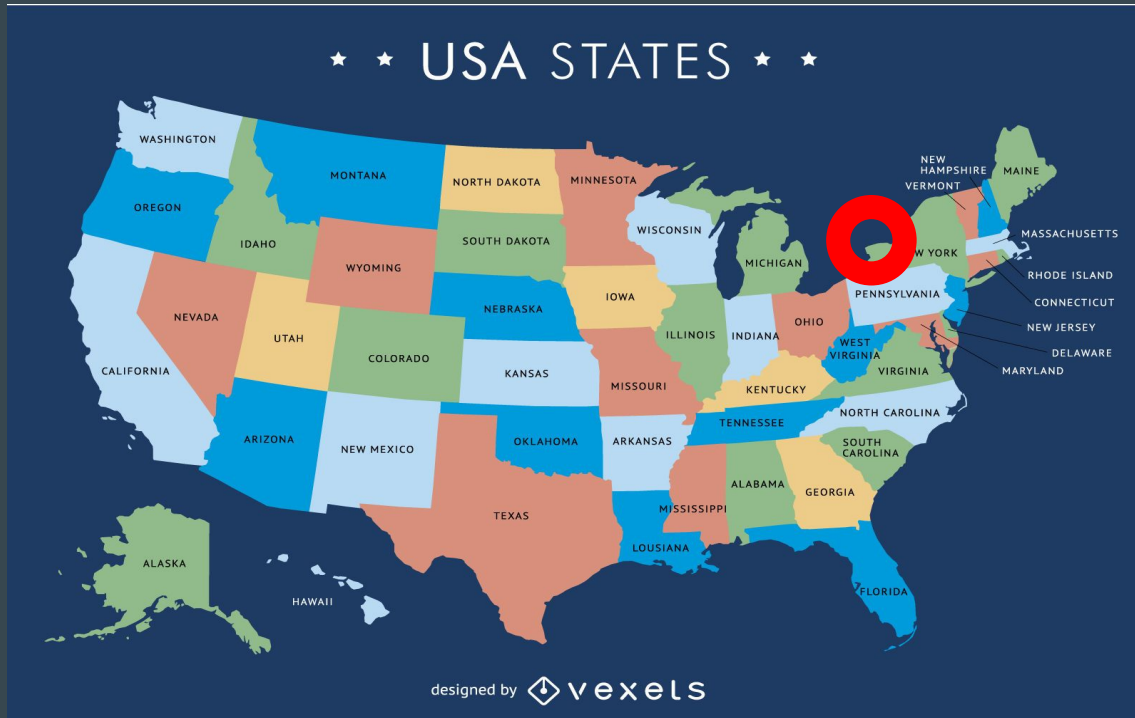 USA STATES
WASHINGTON
OREGON
CALIFORNIA
IDAHO
NEVADA
MONTANA
WYOMING
UTAH
ARIZONA
COLORADO
NEW MEXICO
NORTH DAKOTA
SOUTH DAKOTA
NEBRASKA
KANSAS
OKLAHOMA
TEXAS
MINNESOTA
IOWA
MISSOURI
ARKANSAS
LOUSIANA
WISCONSIN
ILLINOIS
MICHIGAN
INDIANA
OHIO
KENTUCKY
TENNESSEE
MISSISSIPPI
ALABAMA
GEORGIA
FLORIDA
SOUTH
CAROLINA
NORTH CAROLINA
VIRGINIA
WEST
VIRGINIA
PENNSYLVANIA
W YORK
VERMONT
NEW
HAMPSHIRE
MAINE
MASSACHUSETTS
RHODE ISLAND
CONNECTICUT
NEW JERSEY
DELAWARE
MARYLAND
ALASKA
HAWAII
designed by vexels